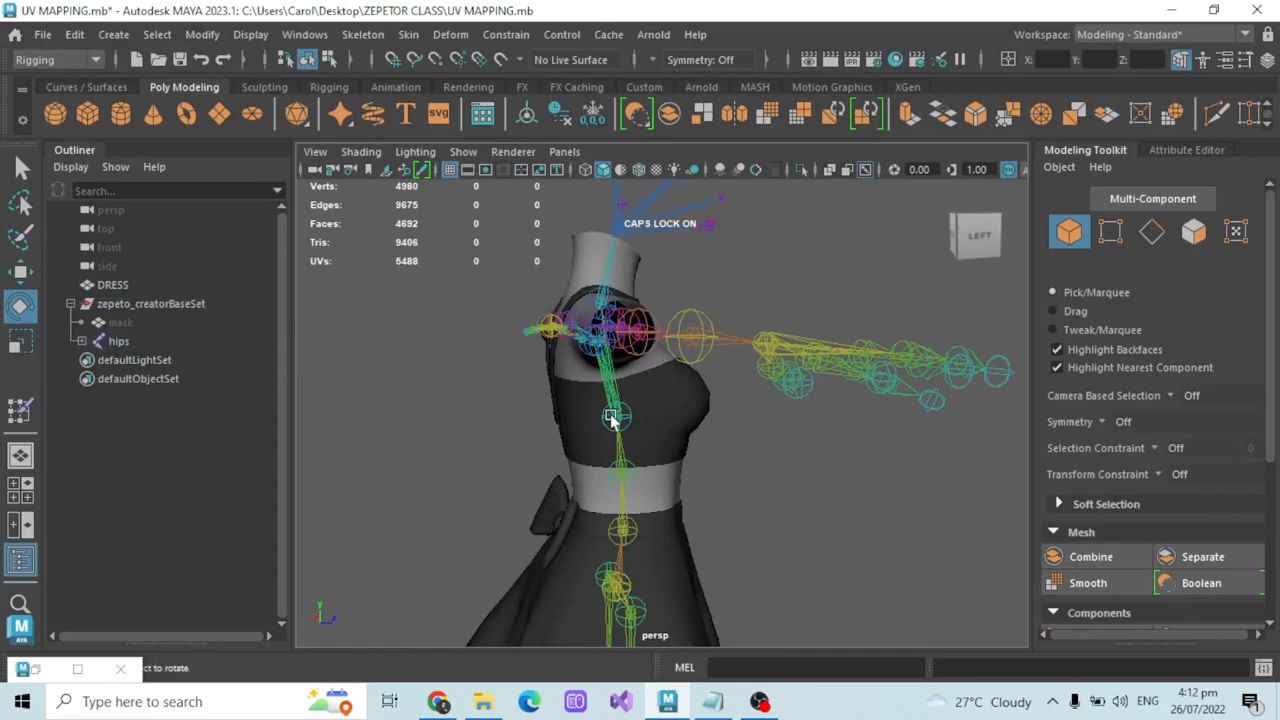 UV MAPPING.mb* - Autodesk MAYA 2023.1: C:\Users\Carol\Desktop\ZEPETOR CLASS\UV MAPPING.mb
File Edit Create Select Modify Display Windows Skeleton Skin Deform Constrain Control Cache Arnold Help
Workspace: Modeling - Standard*
Rigging No Live Surface Symmetry: Off X: Y: Z:
Curves / Surfaces Poly Modeling Sculpting Rigging Animation Rendering FX FX Caching Custom Arnold MASH Motion Graphics XGen
SVG 0,0,0
Outliner
Display Show Help
Search...
persp
top
front
side
DRESS
zepeto_creatorBaseSet
mask
hips
defaultLightSet
defaultObjectSet
View Shading Lighting Show Renderer Panels
0.00 1.00
Verts: 4980 0 0
Edges: 9675 0 0
Faces: 4692 0 0
Tris: 9406 0 0
UVs: 5488 0 0
CAPS LOCK ON
LEFT
y
z
persp
Modeling Toolkit Attribute Editor
Object Help
Multi-Component
Pick/Marquee
Drag
Tweak/Marquee
Highlight Backfaces
Highlight Nearest Component
Camera Based Selection Off
Symmetry Off
Selection Constraint Off 0
Transform Constraint Off
Soft Selection
Mesh
Combine Separate
Smooth Boolean
Components
ect to rotate.
MEL
Type here to search
27°C Cloudy ENG 4:12 pm
26/07/2022